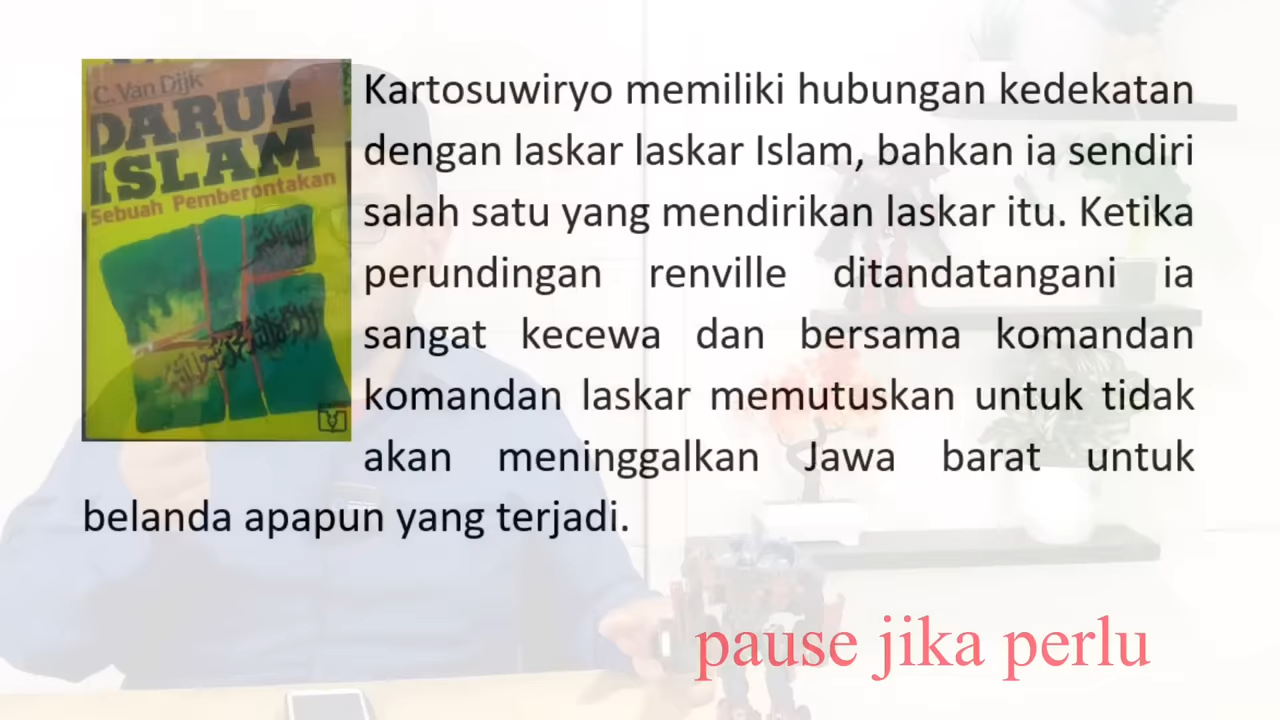 C. Van Dijk
DARUL
ISLAM
Sebuah Pemberontakan
Kartosuwiryo memiliki hubungan kedekatan
dengan laskar laskar Islam, bahkan ia sendiri
salah satu yang mendirikan laskar itu. Ketika
perundingan renville ditandatangani ia
sangat kecewa dan bersama komandan
komandan laskar memutuskan untuk tidak
akan meninggalkan Jawa barat untuk
belanda apapun yang terjadi.
pause jika perlu